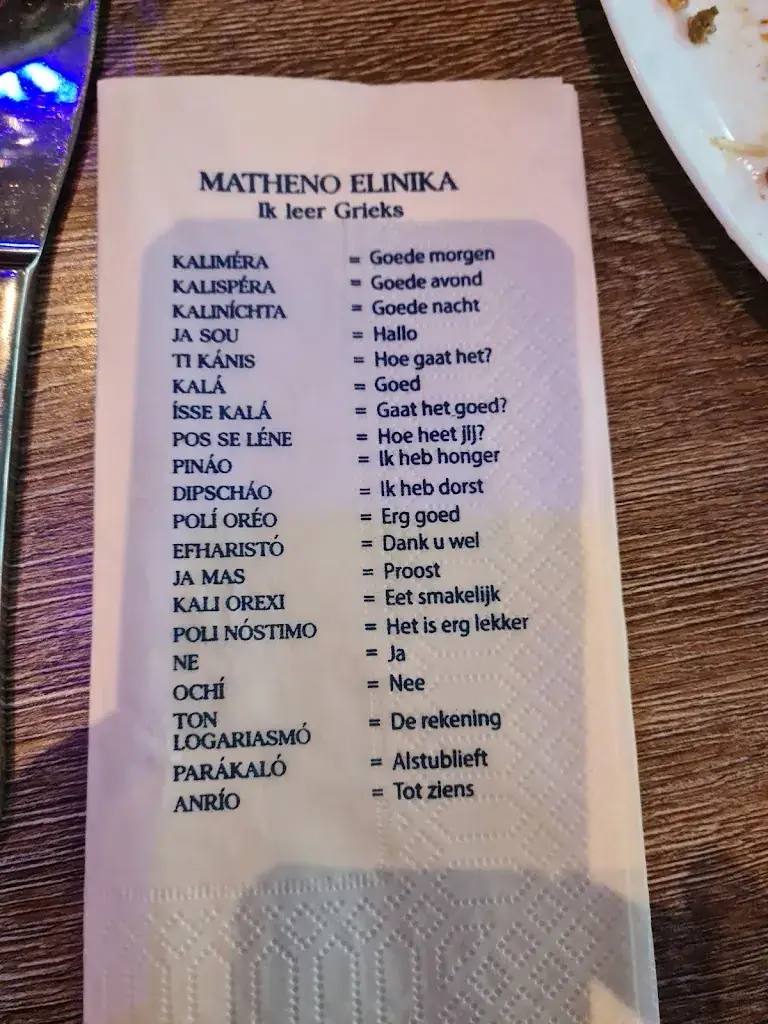 MATHENO ELINIKA
Ik leer Grieks
KALIMÉRA = Goede morgen
KALISPÉRA = Goede avond
KALINÍCHTA = Goede nacht
JA SOU = Hallo
TI KÁNIS = Hoe gaat het?
KALÁ = Goed
ÍSSE KALÁ = Gaat het goed?
POS SE LÉNE = Hoe heet jij?
PINÁO = Ik heb honger
DIPSCHÁO = Ik heb dorst
POLÍ ORÉO = Erg goed
EFHARISTÓ = Dank u wel
JA MAS = Proost
KALI OREXI = Eet smakelijk
POLI NÓSTIMO = Het is erg lekker
NE = Ja
OCHÍ = Nee
TON
LOGARIASMÓ = De rekening
PARÁKALÓ = Alstublieft
ANRÍO = Tot ziens